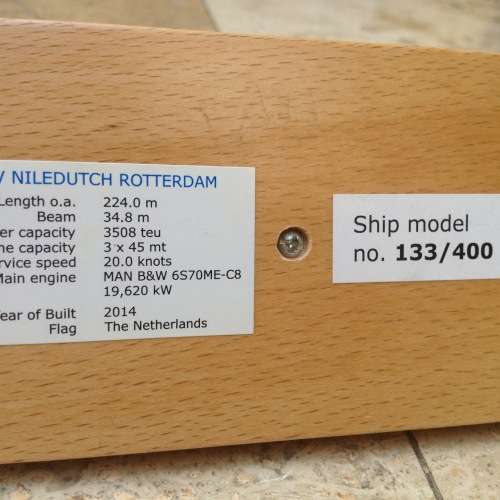 / NILEDUTCH ROTTERDAM
Length o.a. 224.0 m
Beam 34.8 m
er capacity 3508 teu
ne capacity 3 x 45 mt
rvice speed 20.0 knots
Main engine MAN B&W 6S70ME-C8
19,620 kW
ear of Built 2014
Flag The Netherlands
Ship model
no. 133/400